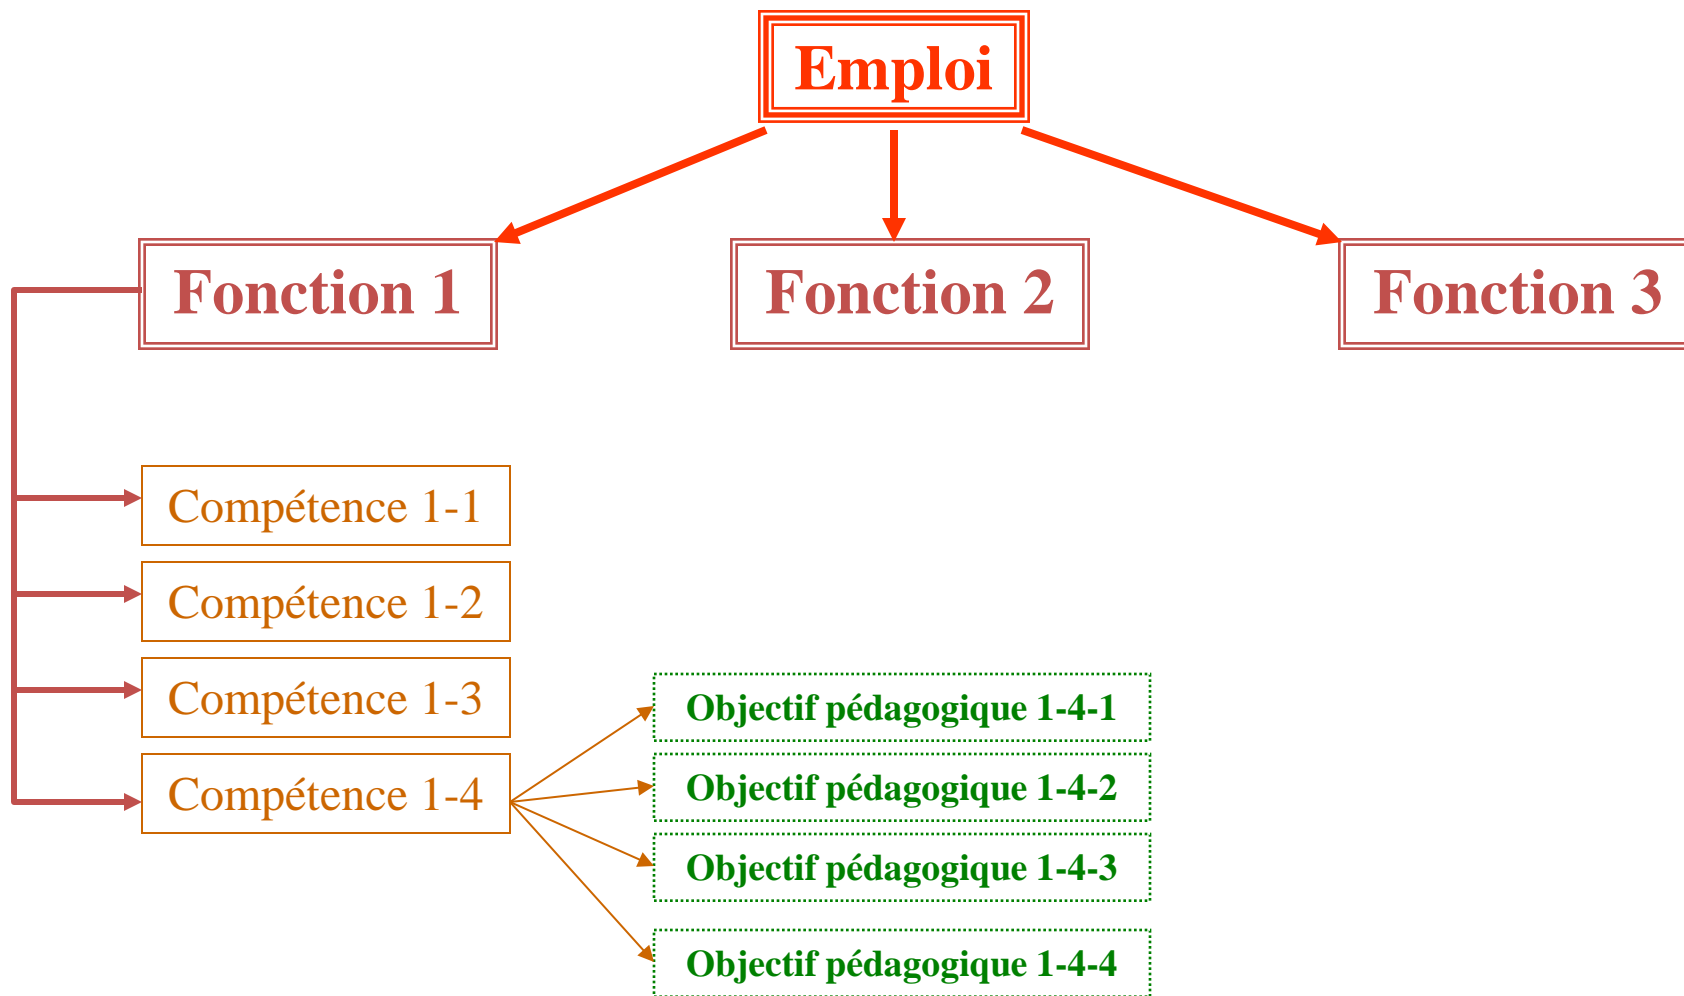 Emploi
Fonction 1
Fonction 2
Fonction 3
Compétence 1-1
Compétence 1-2
Compétence 1-3
Compétence 1-4
Objectif pédagogique 1-4-1
Objectif pédagogique 1-4-2
Objectif pédagogique 1-4-3
Objectif pédagogique 1-4-4